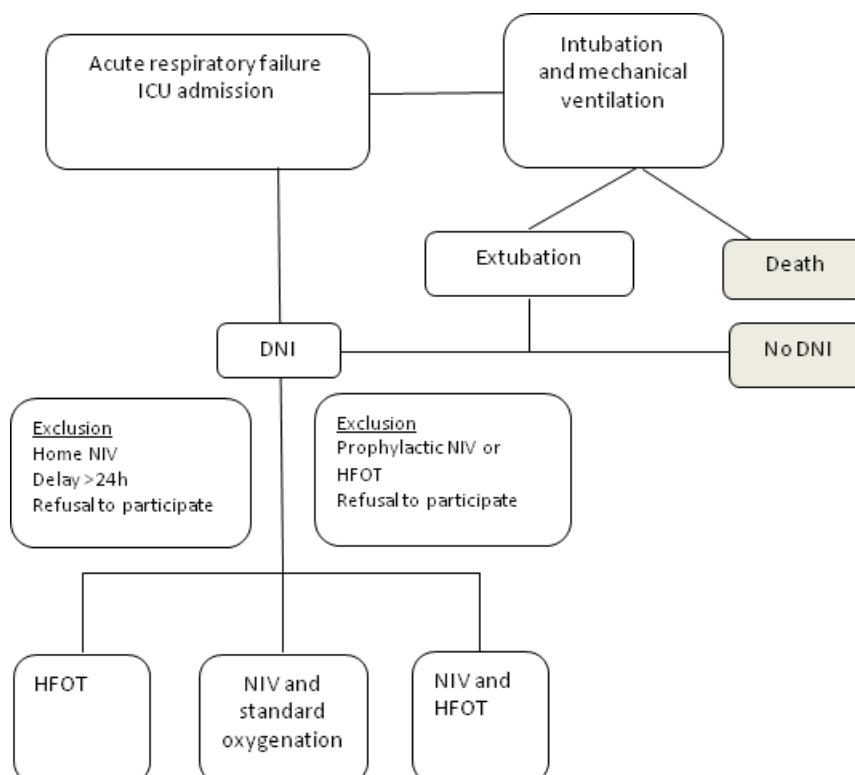 Acute respiratory failure
ICU admission
Intubation
and mechanical
ventilation
Extubation
Death
DNI
No DNI
Exclusion
Home NIV
Delay >24h
Refusal to participate
Exclusion
Prophylactic NIV or
HFOT
Refusal to participate
HFOT
NIV and
standard
oxygenation
NIV and
HFOT